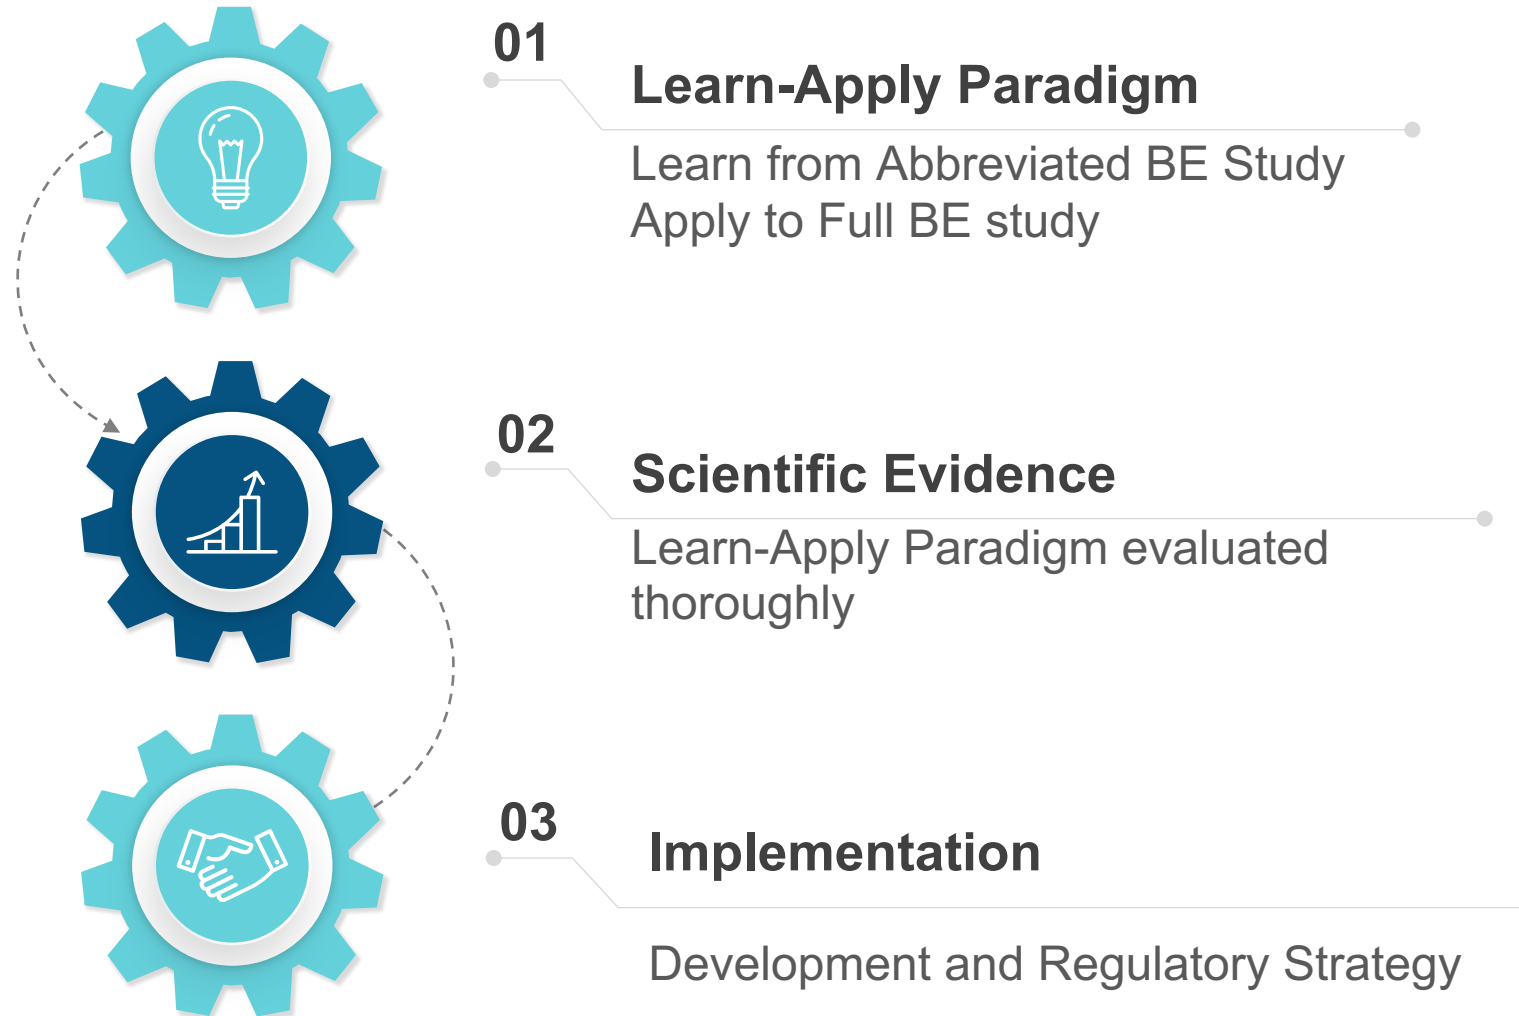 01
Learn-Apply Paradigm
Learn from Abbreviated BE Study
Apply to Full BE study
02
Scientific Evidence
Learn-Apply Paradigm evaluated
thoroughly
03
Implementation
Development and Regulatory Strategy